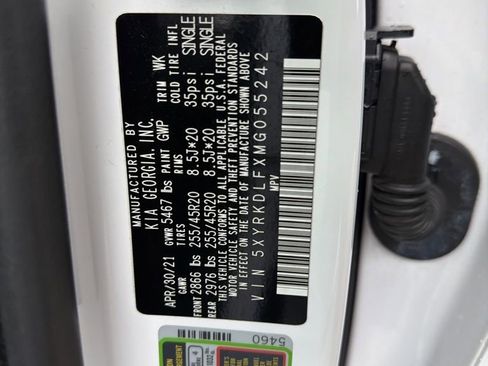 MANUFACTURED BY
KIA GEORGIA, INC.
APR/30/21 GVWR 5467 lbs PAINT GWP TRIM WK
GAWR TIRES RIMS COLD TIRE INFL
FRONT 2866 lbs 255/45R20 8.5J*20 35psi SINGLE
REAR 2976 lbs 255/45R20 8.5J*20 35psi SINGLE
THIS VEHICLE CONFORMS TO ALL APPLICABLE U.S.A. FEDERAL
MOTOR VEHICLE SAFETY AND THEFT PREVENTION STANDARDS
IN EFFECT ON THE DATE OF MANUFACTURE SHOWN ABOVE
VIN 5XYRKDLFXMG055242
MPV
5460